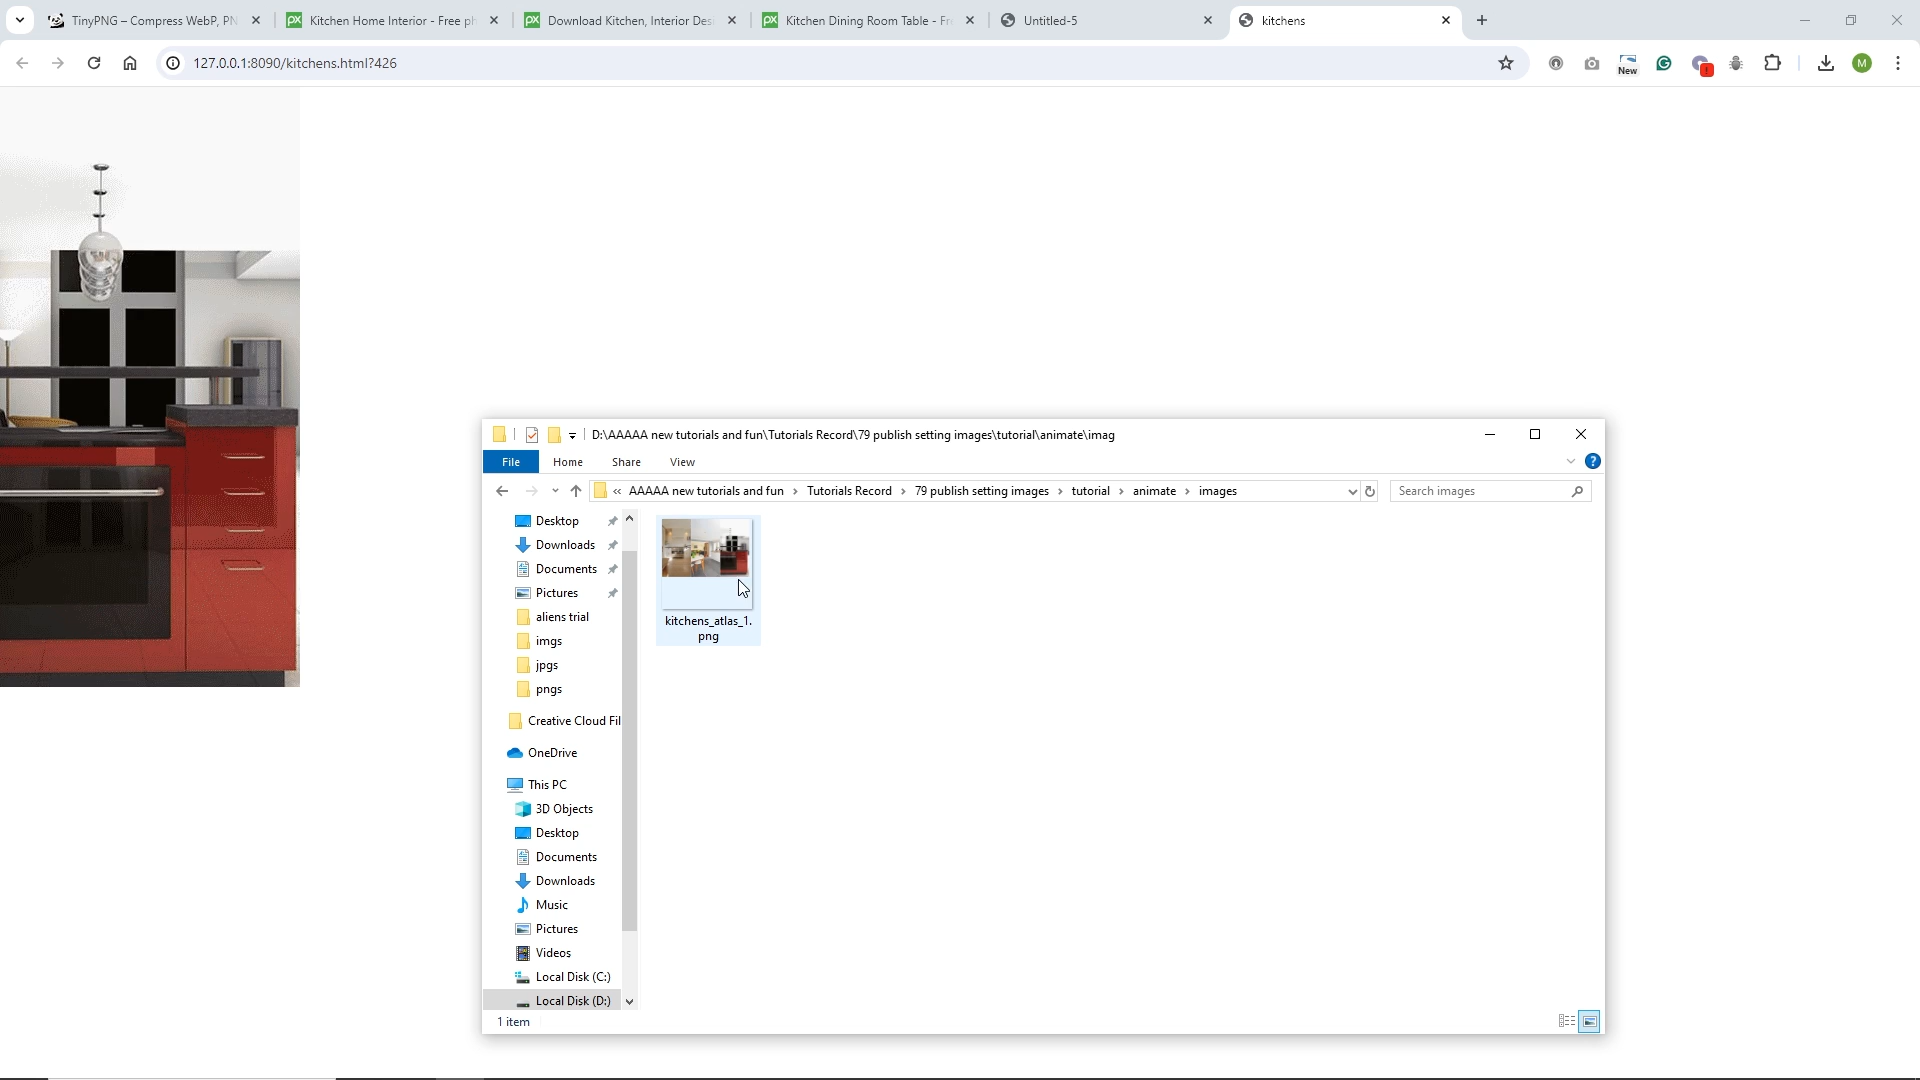 TinyPNG – Compress WebP, PN
Kitchen Home Interior - Free ph
Download Kitchen, Interior Desi
Kitchen Dining Room Table - Fre
Untitled-5
kitchens
127.0.0.1:8090/kitchens.html?426
New
M
D:\AAAAA new tutorials and fun\Tutorials Record\79 publish setting images\tutorial\animate\imag
File
Home
Share
View
« AAAAA new tutorials and fun › Tutorials Record › 79 publish setting images › tutorial › animate › images
Search images
Desktop
Downloads
Documents
Pictures
aliens trial
imgs
jpgs
pngs
Creative Cloud Fil
OneDrive
This PC
3D Objects
Desktop
Documents
Downloads
Music
Pictures
Videos
Local Disk (C:)
Local Disk (D:)
kitchens_atlas_1.
png
1 item